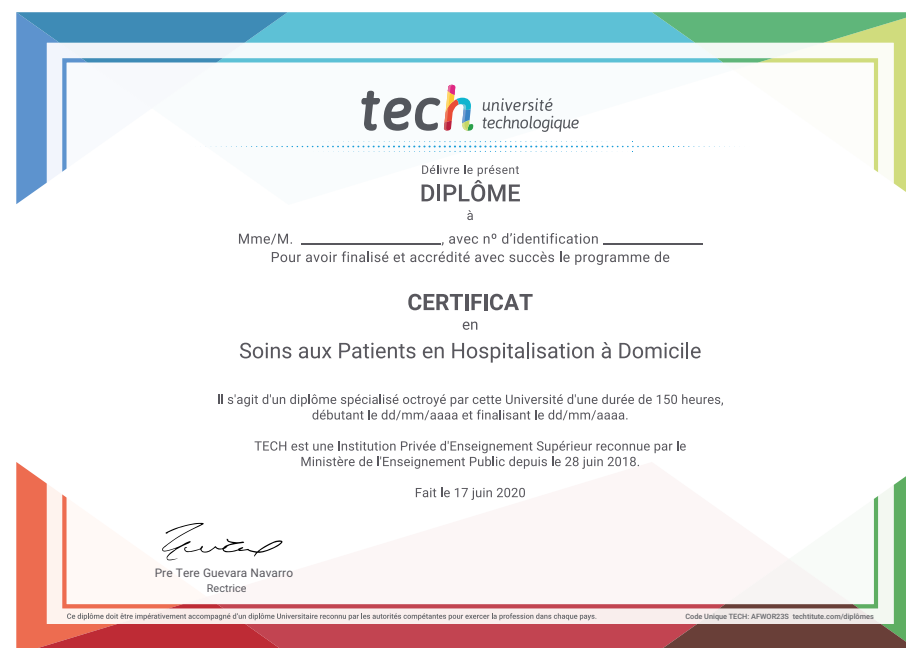 tech université
technologique
Délivre le présent
DIPLÔME
à
Mme/M. ____________________, avec nº d'identification ______________
Pour avoir finalisé et accrédité avec succès le programme de
CERTIFICAT
en
Soins aux Patients en Hospitalisation à Domicile
Il s'agit d'un diplôme spécialisé octroyé par cette Université d'une durée de 150 heures,
débutant le dd/mm/aaaa et finalisant le dd/mm/aaaa.
TECH est une Institution Privée d'Enseignement Supérieur reconnue par le
Ministère de l'Enseignement Public depuis le 28 juin 2018.
Fait le 17 juin 2020
Pre Tere Guevara Navarro
Rectrice
Ce diplôme doit être impérativement accompagné d'un diplôme Universitaire reconnu par les autorités compétantes pour exercer la profession dans chaque pays.
Code Unique TECH: AFWOR23S techtitute.com/diplômes